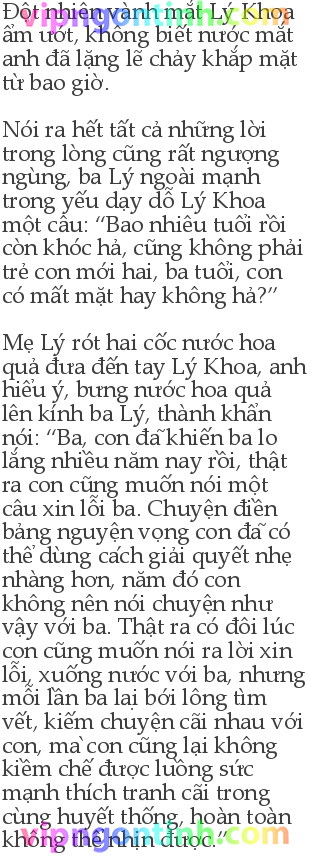 Đột nhiên vành mắt Lý Khoa
ẩm ướt, không biết nước mắt
anh đã lặng lẽ chảy khắp mặt
từ bao giờ.
Nói ra hết tất cả những lời
trong lòng cũng rất ngượng
ngùng, ba Lý ngoài mạnh
trong yếu dạy dỗ Lý Khoa
một câu: “Bao nhiêu tuổi rồi
còn khóc hả, cũng không phải
trẻ con mới hai, ba tuổi, con
có mất mặt hay không hả?”
Mẹ Lý rót hai cốc nước hoa
quả đưa đến tay Lý Khoa, anh
hiểu ý, bưng nước hoa quả
lên kính ba Lý, thành khẩn
nói: “Ba, con đã khiến ba lo
lắng nhiều năm nay rồi, thật
ra con cũng muốn nói một
câu xin lỗi ba. Chuyện điền
bảng nguyện vọng con đã có
thể dùng cách giải quyết nhẹ
nhàng hơn, năm đó con
không nên nói chuyện như
vậy với ba. Thật ra có đôi lúc
con cũng muốn nói ra lời xin
lỗi, xuống nước với ba, nhưng
mỗi lần ba lại bới lông tìm
vết, kiếm chuyện cãi nhau với
con, mà con cũng lại không
kiềm chế được luồng sức
mạnh thích tranh cãi trong
cùng huyết thống, hoàn toàn
không thể nhịn được.”
vipngontinh.com
vipngontinh.com